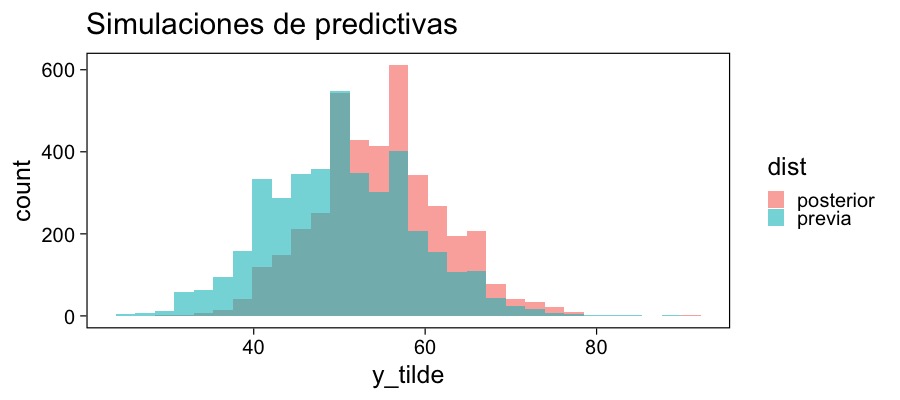 Simulaciones de predictivas
600
400
200
0
count
40 60 80
y_tilde
dist
posterior
previa